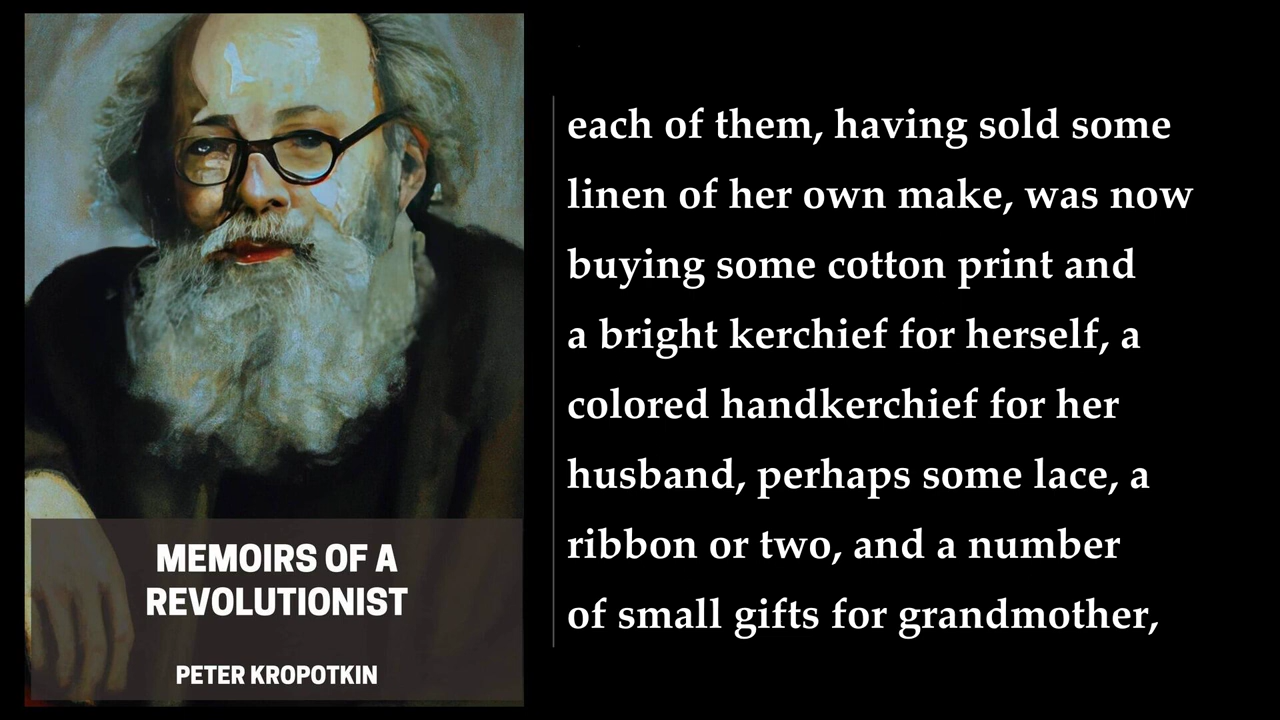 MEMOIRS OF A
REVOLUTIONIST
PETER KROPOTKIN
each of them, having sold some
linen of her own make, was now
buying some cotton print and
a bright kerchief for herself, a
colored handkerchief for her
husband, perhaps some lace, a
ribbon or two, and a number
of small gifts for grandmother,